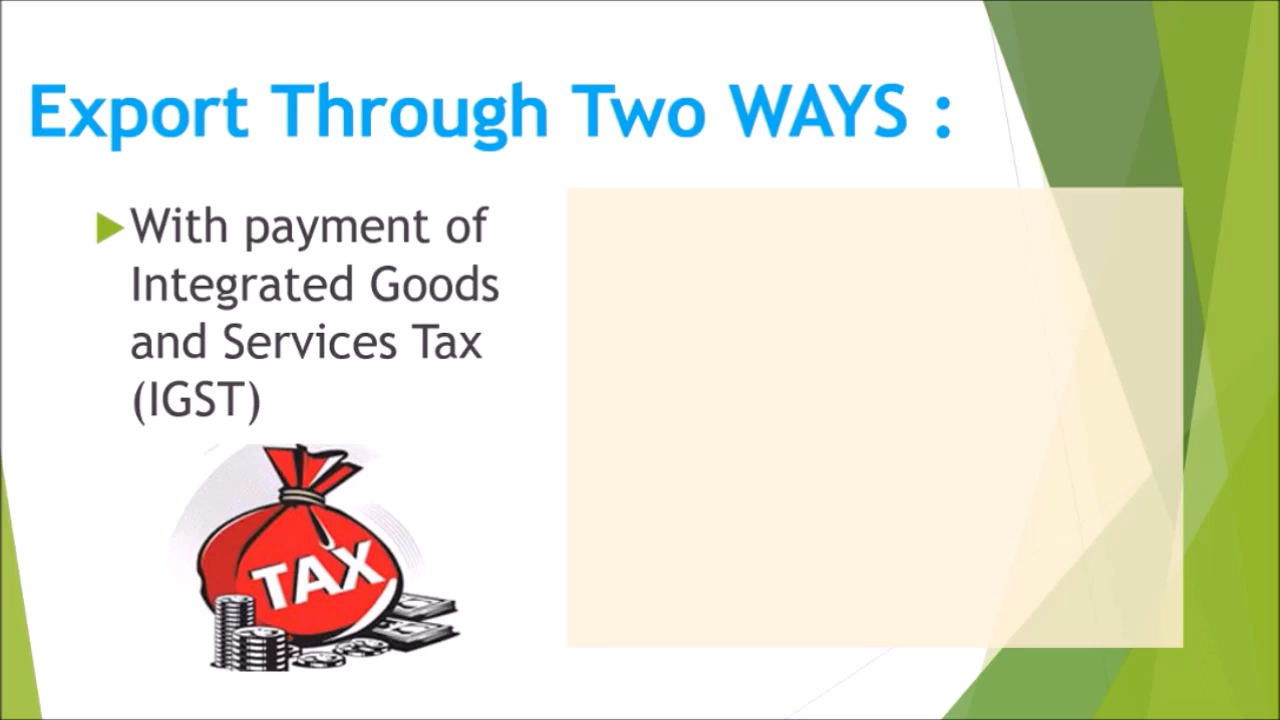 Export Through Two WAYS :
With payment of
Integrated Goods
and Services Tax
(IGST)
TAX